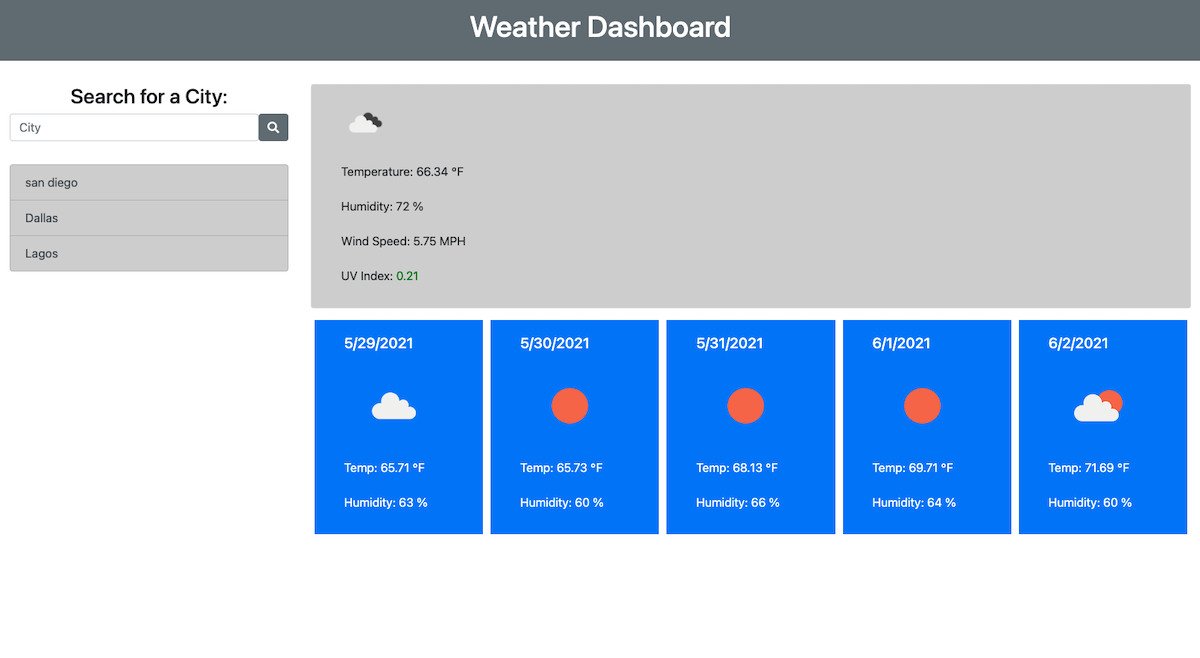 Weather Dashboard
Search for a City:
City
san diego
Dallas
Lagos
Temperature: 66.34 °F
Humidity: 72 %
Wind Speed: 5.75 MPH
UV Index: 0.21
5/29/2021
Temp: 65.71 °F
Humidity: 63 %
5/30/2021
Temp: 65.73 °F
Humidity: 60 %
5/31/2021
Temp: 68.13 °F
Humidity: 66 %
6/1/2021
Temp: 69.71 °F
Humidity: 64 %
6/2/2021
Temp: 71.69 °F
Humidity: 60 %